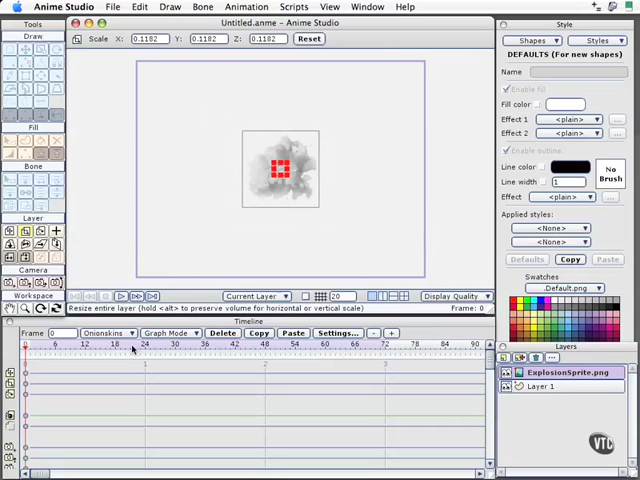 Anime Studio File Edit Draw Bone Animation Scripts View Window Help
Tools
Untitled.anme - Anime Studio
Style
Draw
Scale X: 0.1182 Y: 0.1182 Z: 0.1182 Reset
Shapes Styles
DEFAULTS (For new shapes)
Name
Enable fill
Fill color
Effect 1 <plain> ...
Effect 2 <plain> ...
Fill
Enable outline
Bone
Line color
No Brush
Line width 1
Effect <plain> ...
Layer
Applied styles:
<None>
<None>
Defaults Copy Paste
Camera
Swatches
.Default.png
Workspace
Current Layer 20 Display Quality
Resize entire layer (hold <alt> to preserve volume for horizontal or vertical scale) Frame: 0
Timeline
Frame 0 Onionskins Graph Mode Delete Copy Paste Settings... - +
0 6 12 18 24 30 36 42 48 54 60 66 72 78 84 90
Layers
1 2 3
ExplosionSprite.png
Layer 1
VTC